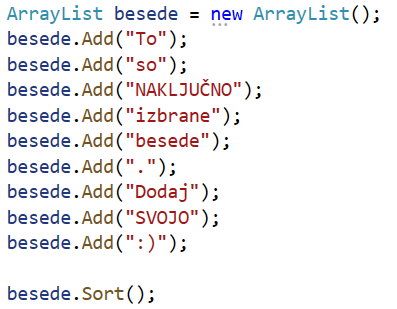 ArrayList besede = new ArrayList();
besede.Add("To");
besede.Add("so");
besede.Add("NAKLJUČNO");
besede.Add("izbrane");
besede.Add("besede");
besede.Add(".");
besede.Add("Dodaj");
besede.Add("SVOJO");
besede.Add(":)");
besede.Sort();